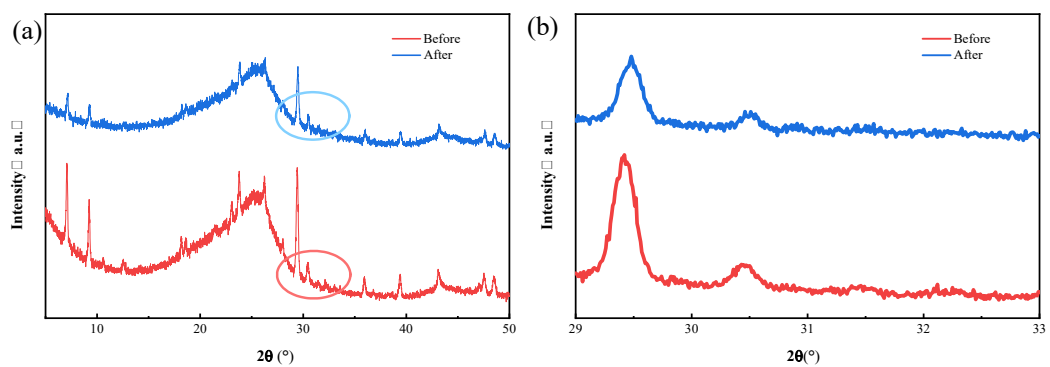 (a)
Before
After
Intensity□ a.u.□
10
20
30
40
50
2θ (°)
(b)
Before
After
Intensity□ a.u.□
29
30
31
32
33
2θ(°)